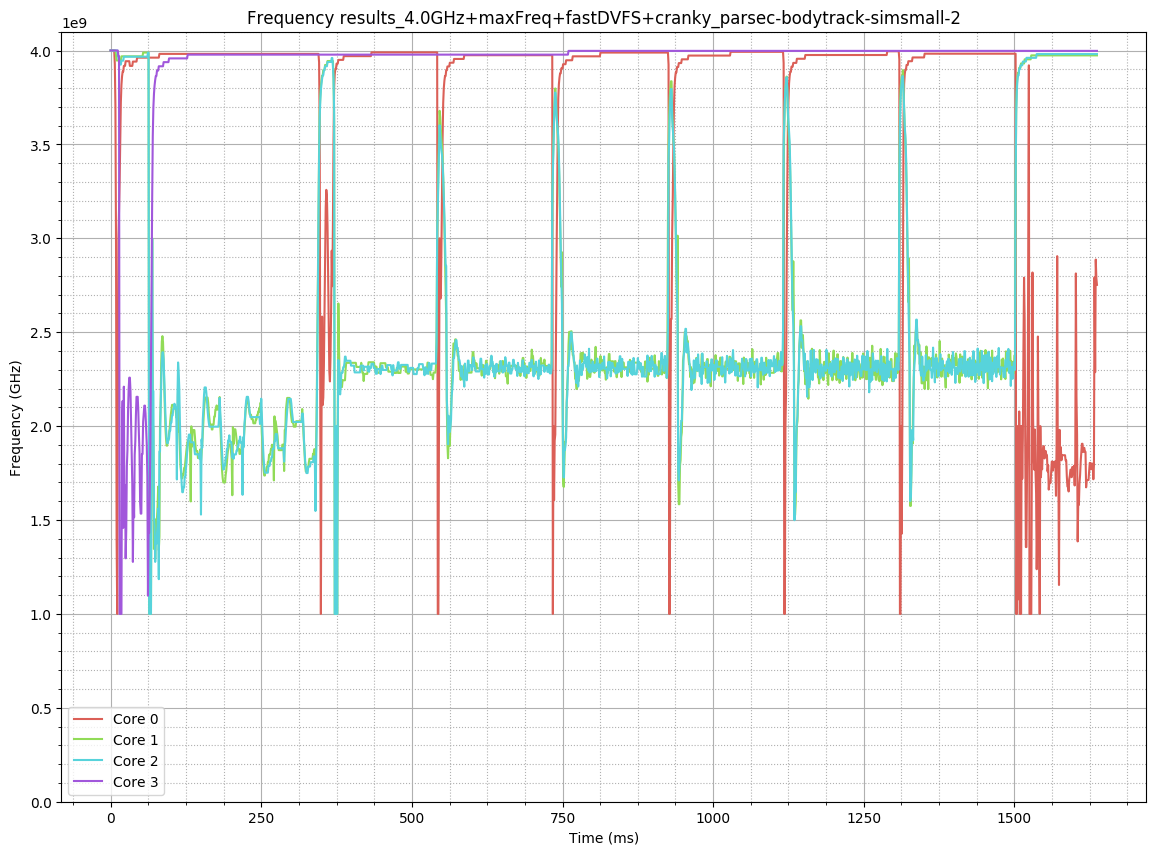 Frequency results_4.0GHz+maxFreq+fastDVFS+cranky_parsec-bodytrack-simsmall-2
1e9
4.0
3.5
3.0
2.5
2.0
1.5
1.0
0.5
0.0
Frequency (GHz)
Core 0
Core 1
Core 2
Core 3
0 250 500 750 1000 1250 1500
Time (ms)